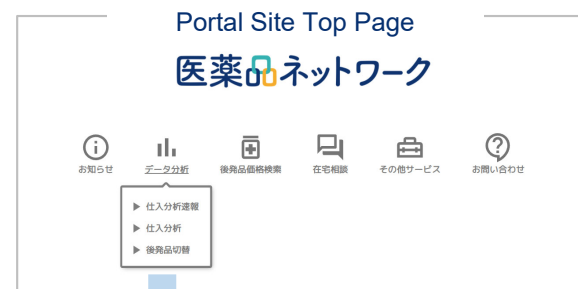 Portal Site Top Page
医薬品ネットワーク
お知らせ
データ分析
後発品価格検索
在宅相談
その他サービス
お問い合わせ
▶ 仕入分析速報
▶ 仕入分析
▶ 後発品切替